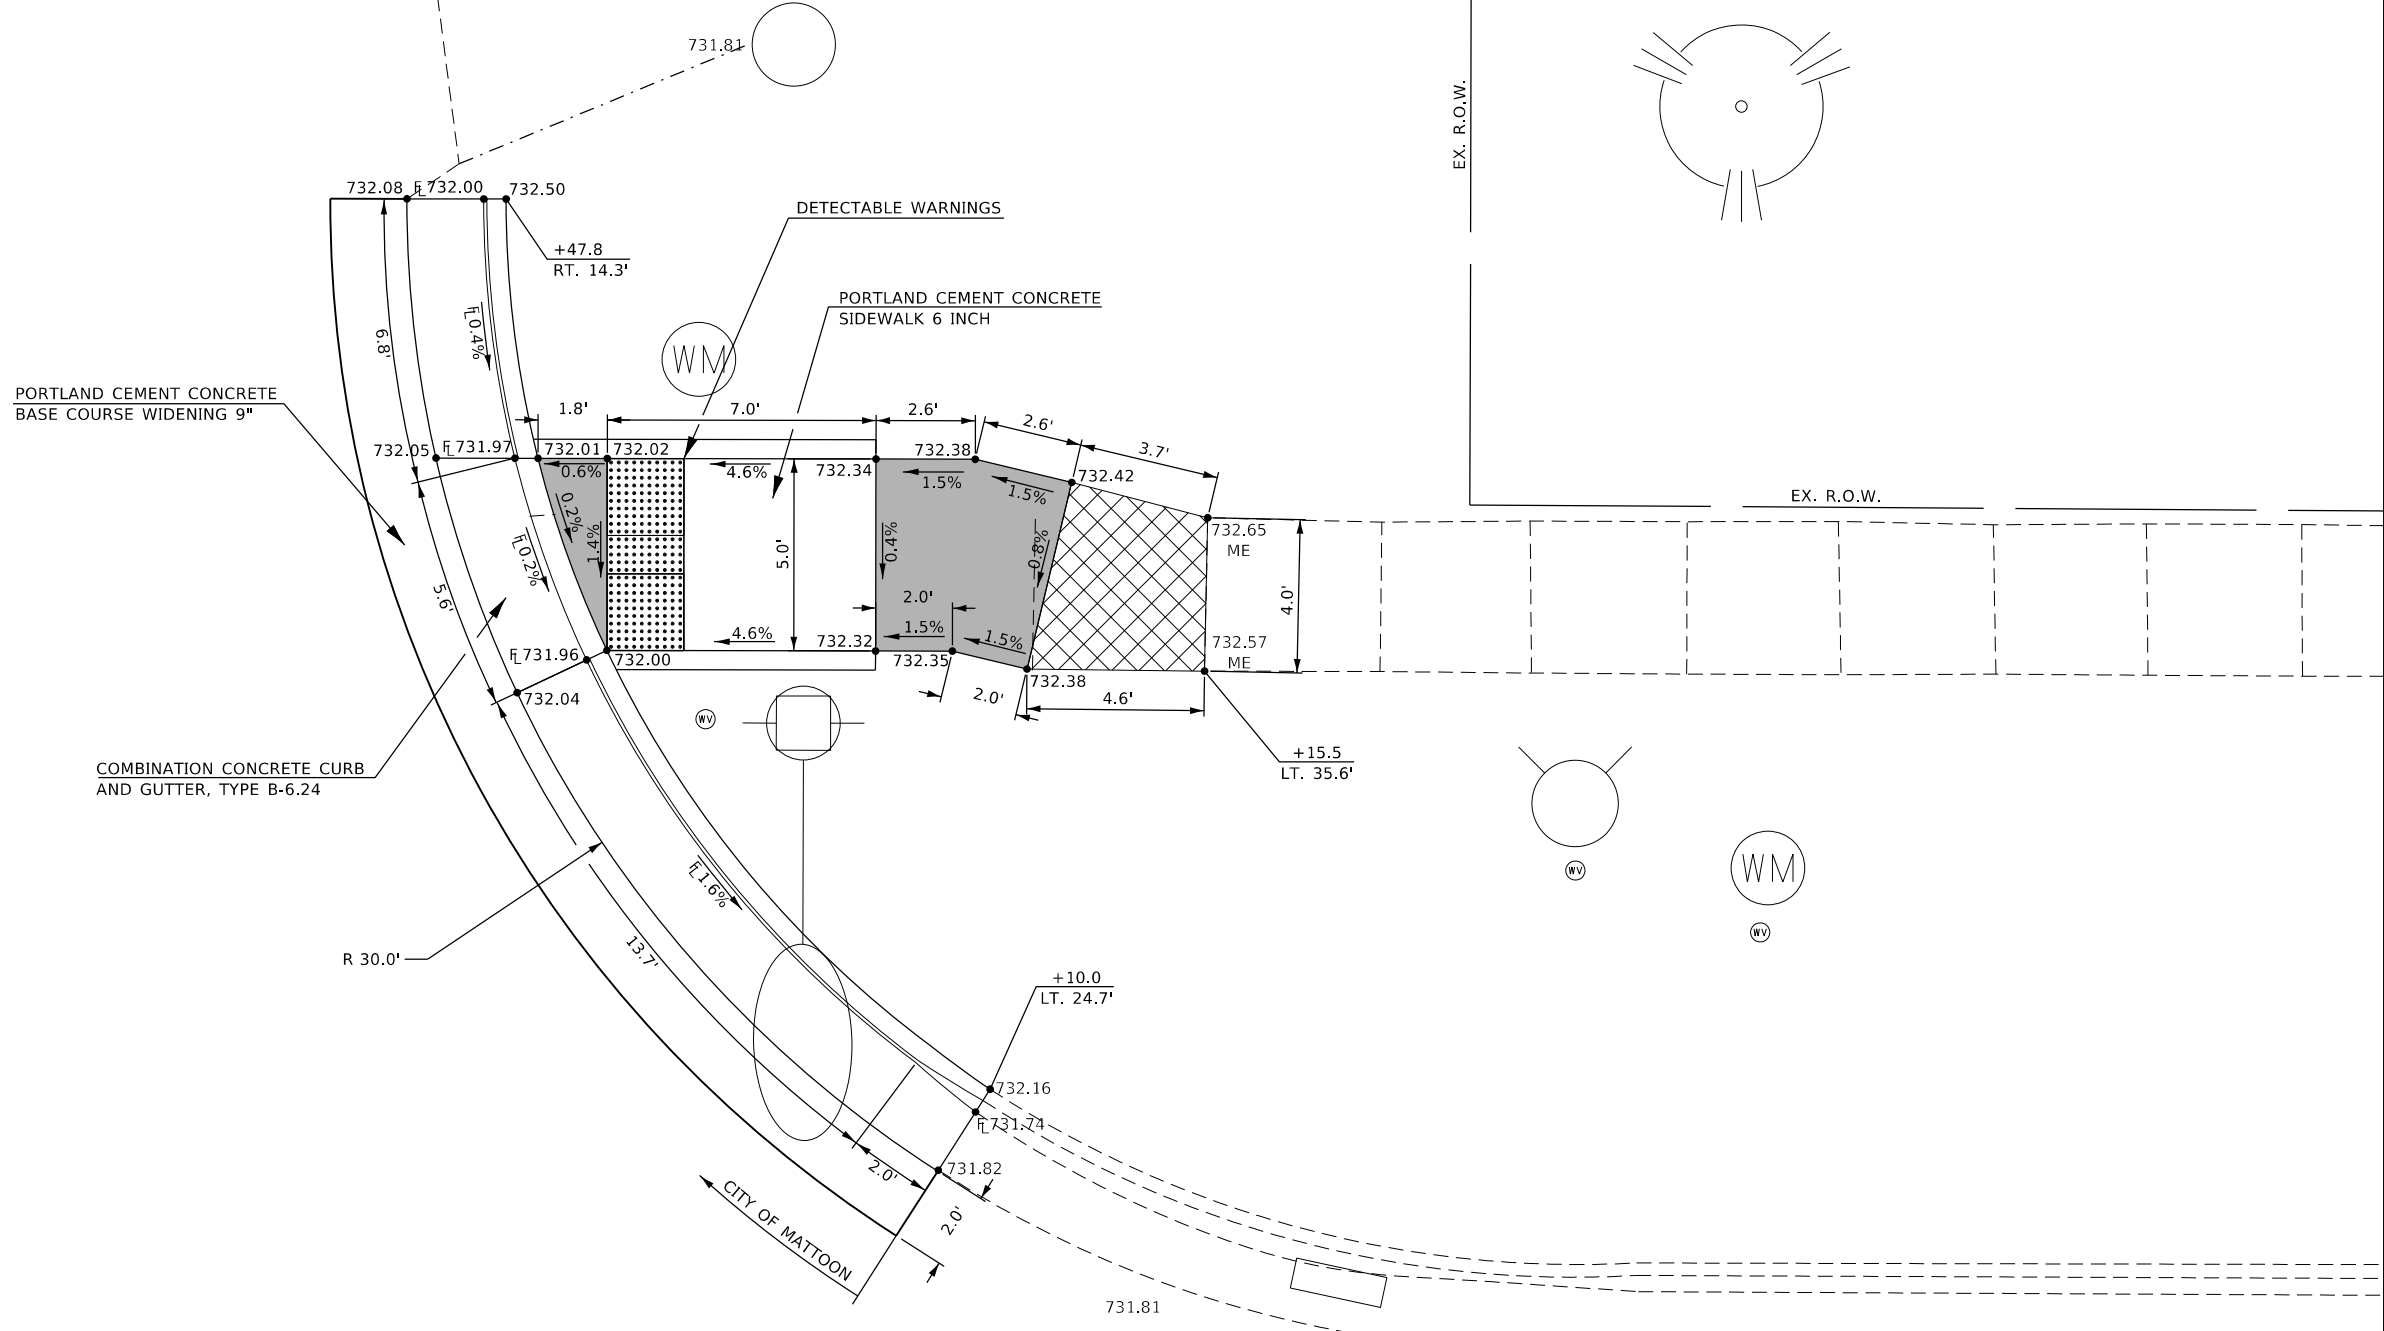 731.81
EX. R.O.W.
732.08
FL 732.00
732.50
DETECTABLE WARNINGS
+47.8
RT. 14.3'
PORTLAND CEMENT CONCRETE
SIDEWALK 6 INCH
FL 0.4%
6.8'
WM
PORTLAND CEMENT CONCRETE
BASE COURSE WIDENING 9"
1.8'
7.0'
2.6'
2.6'
3.7'
732.05
FL 731.97
732.01
732.02
732.38
732.34
732.42
0.6%
4.6%
1.5%
1.5%
EX. R.O.W.
0.2%
1.4%
5.0'
0.4%
0.8%
732.65
ME
FL 0.2%
5.6'
2.0'
4.0'
4.6%
1.5%
1.5%
732.57
ME
FL 731.96
732.00
732.32
732.35
732.38
732.04
2.0'
4.6'
WV
+15.5
LT. 35.6'
COMBINATION CONCRETE CURB
AND GUTTER, TYPE B-6.24
FL 1.6%
WV
WM
WV
R 30.0'
13.7'
+10.0
LT. 24.7'
732.16
FL 731.74
731.82
2.0'
2.0'
CITY OF MATTOON
731.81